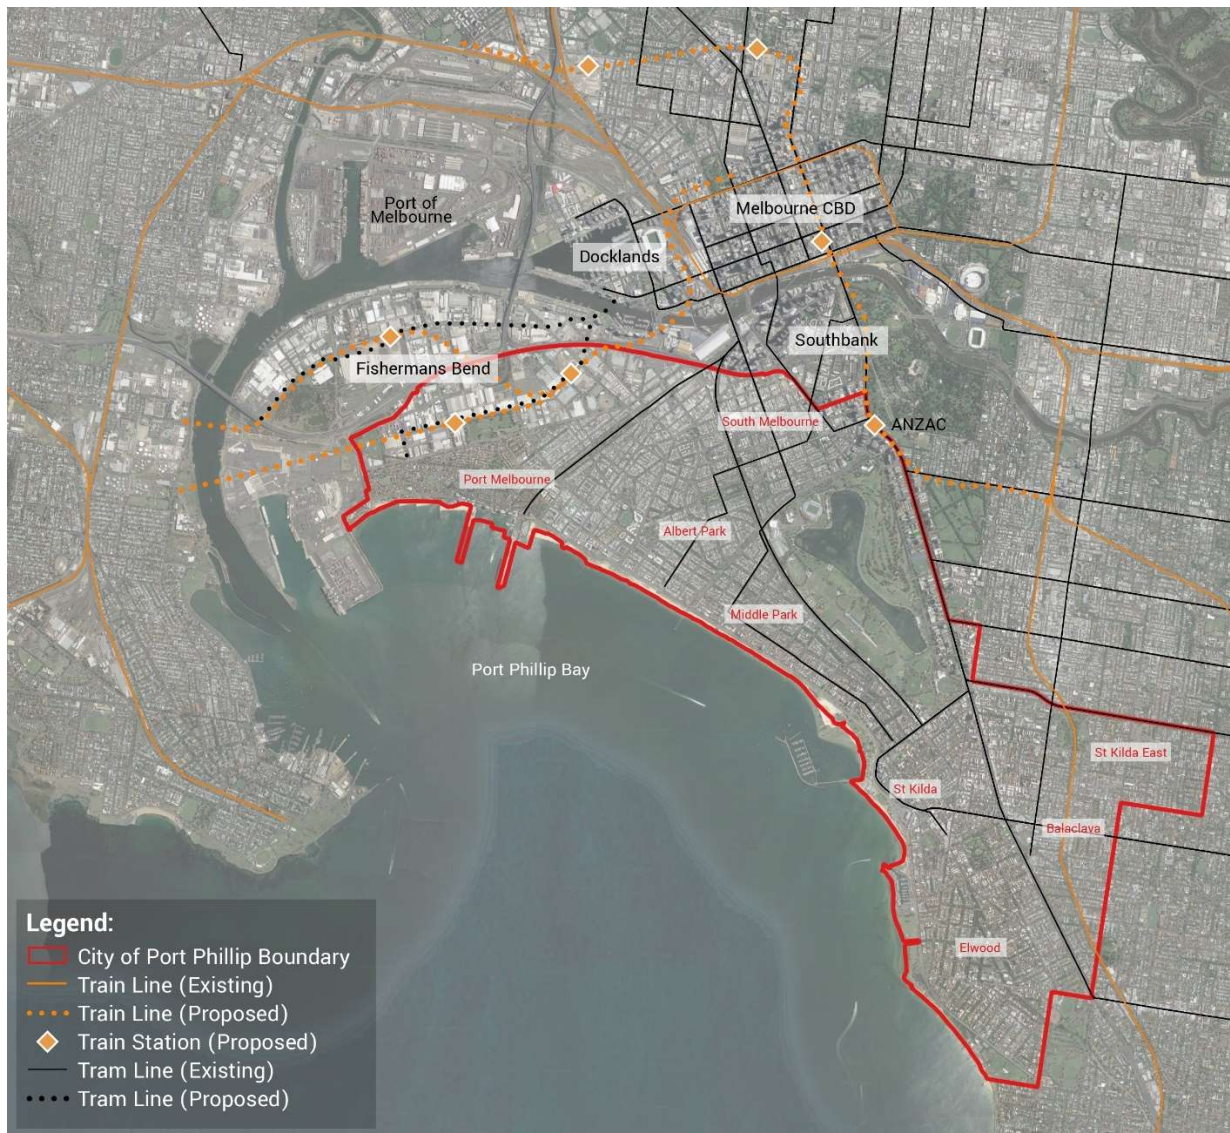 Port of
Melbourne
Melbourne CBD
Docklands
Southbank
Fishermans Bend
South Melbourne
ANZAC
Port Melbourne
Albert Park
Middle Park
Port Phillip Bay
St Kilda East
St Kilda
Balaclava
Elwood
Legend:
City of Port Phillip Boundary
Train Line (Existing)
Train Line (Proposed)
Train Station (Proposed)
Tram Line (Existing)
Tram Line (Proposed)